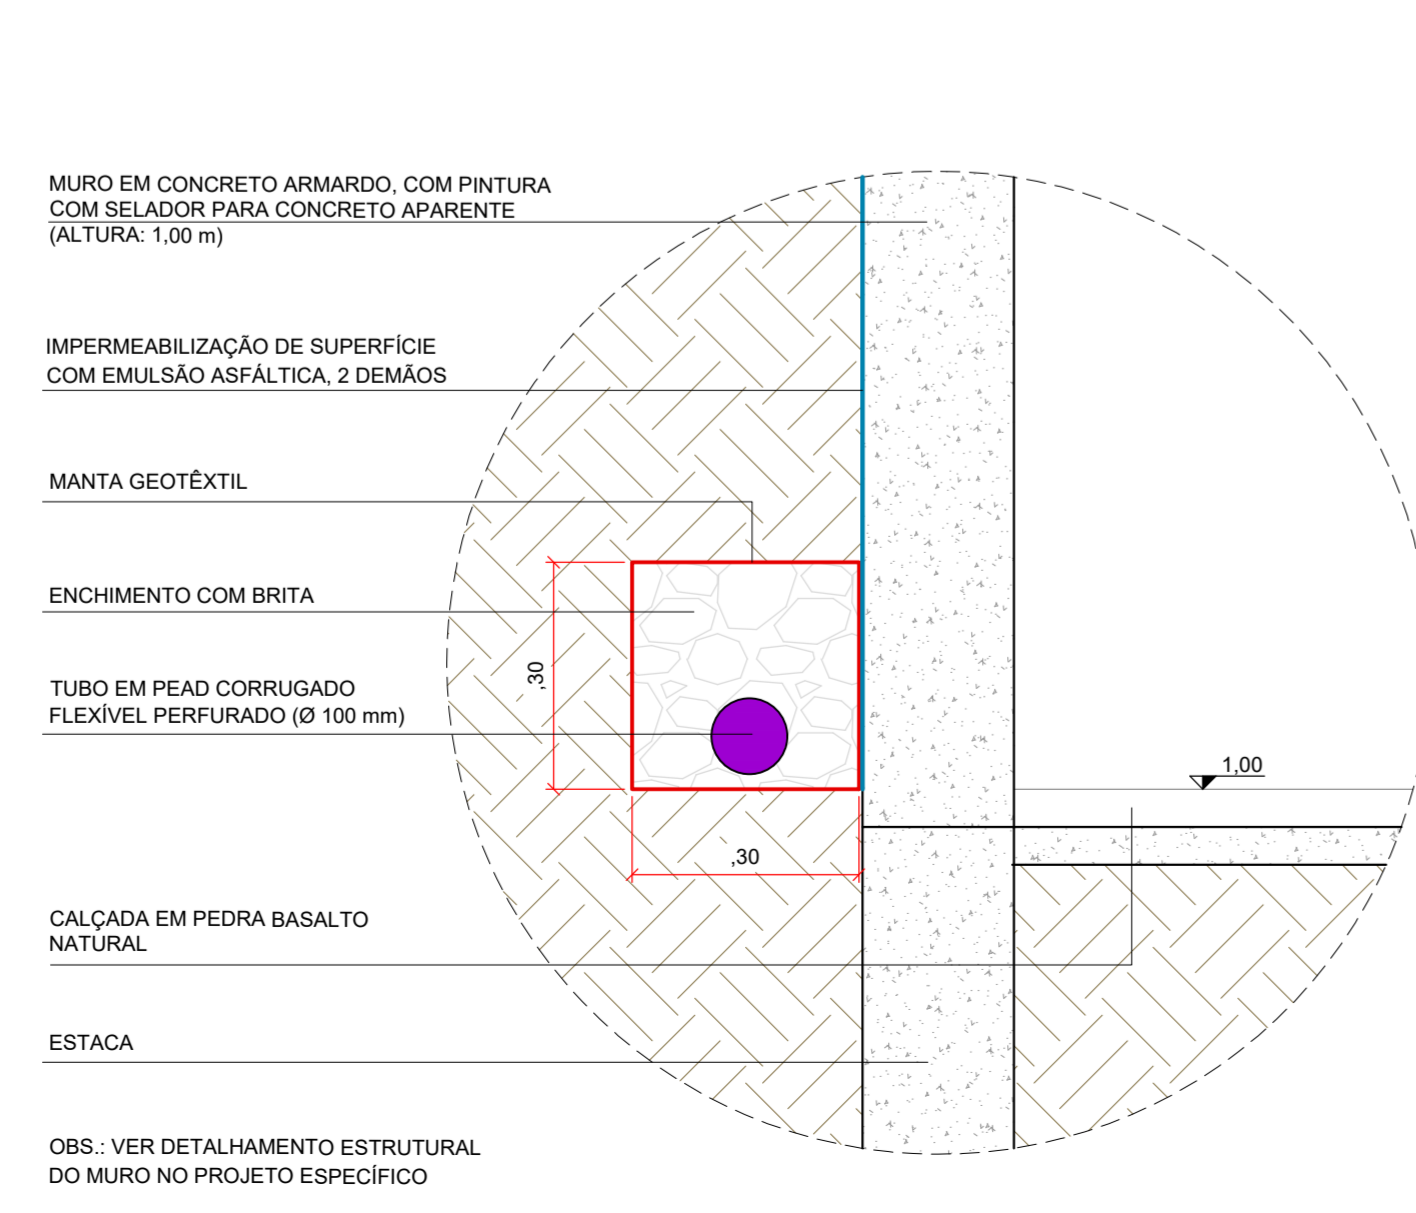 MURO EM CONCRETO ARMARDO, COM PINTURA
COM SELADOR PARA CONCRETO APARENTE
(ALTURA: 1,00 m)
IMPERMEABILIZAÇÃO DE SUPERFÍCIE
COM EMULSÃO ASFÁLTICA, 2 DEMÃOS
MANTA GEOTÊXTIL
ENCHIMENTO COM BRITA
,30
TUBO EM PEAD CORRUGADO
FLEXÍVEL PERFURADO (Ø 100 mm)
1,00
,30
CALÇADA EM PEDRA BASALTO
NATURAL
ESTACA
OBS.: VER DETALHAMENTO ESTRUTURAL
DO MURO NO PROJETO ESPECÍFICO